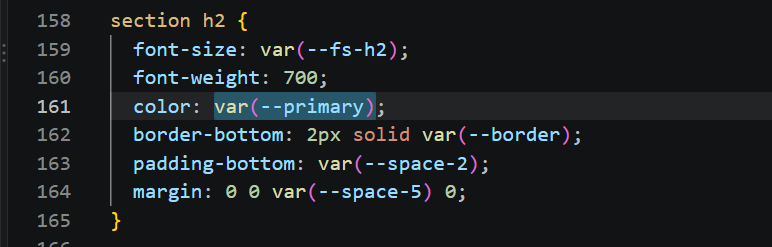 158 section h2 {
159 font-size: var(--fs-h2);
160 font-weight: 700;
161 color: var(--primary);
162 border-bottom: 2px solid var(--border);
163 padding-bottom: var(--space-2);
164 margin: 0 0 var(--space-5) 0;
165 }